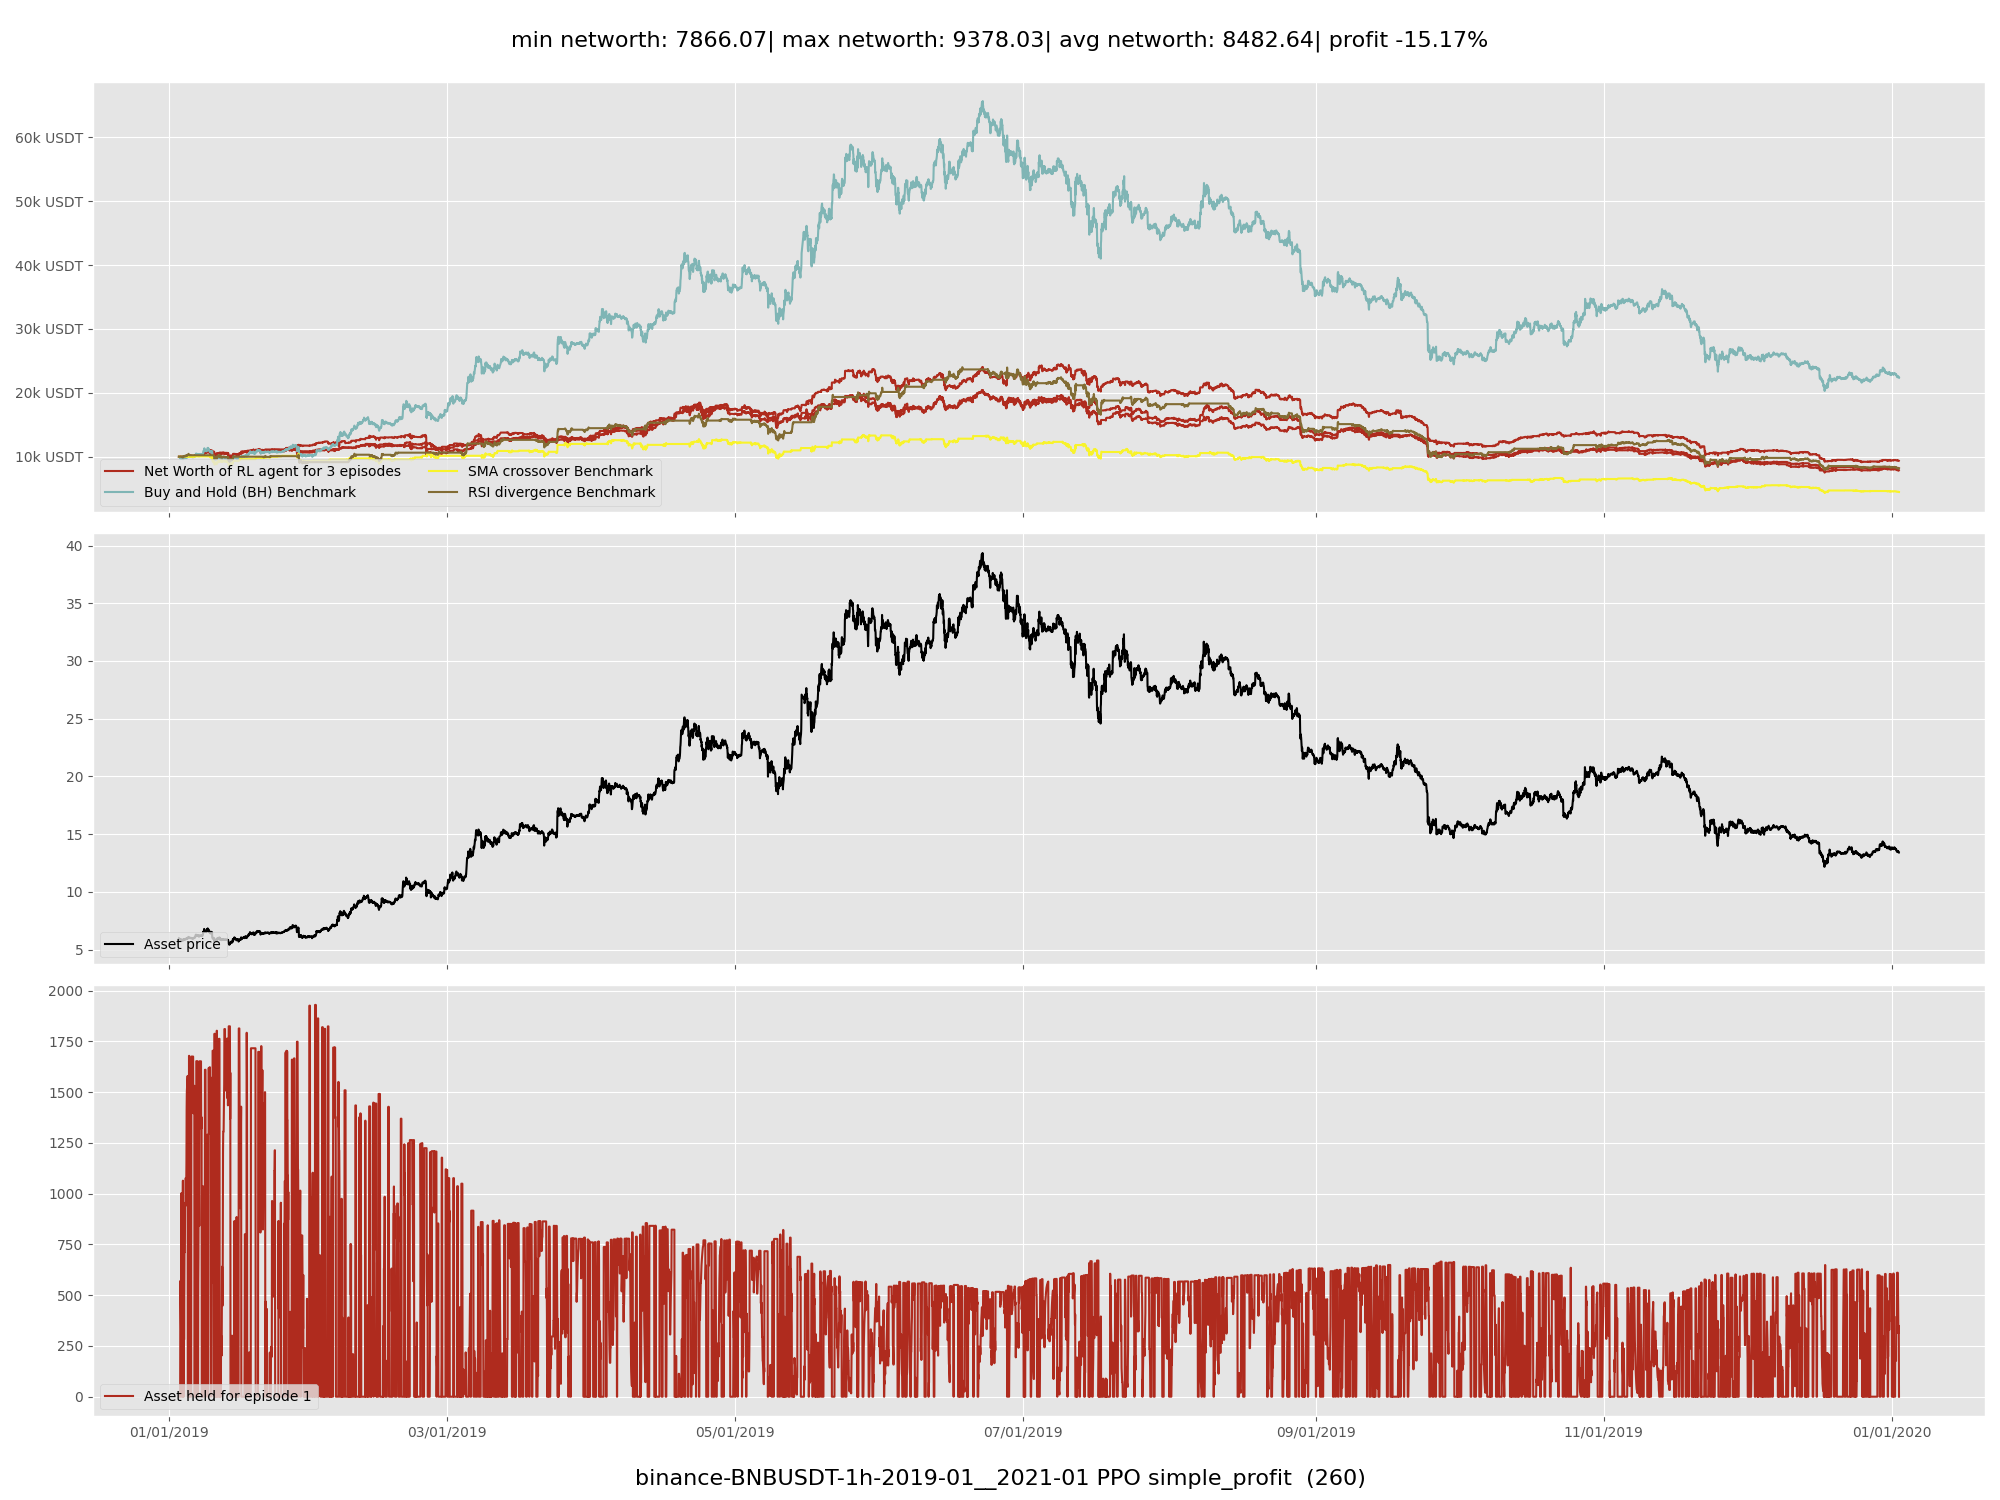 min networth: 7866.07| max networth: 9378.03| avg networth: 8482.64| profit -15.17%
60k USDT
50k USDT
40k USDT
30k USDT
20k USDT
10k USDT
Net Worth of RL agent for 3 episodes
Buy and Hold (BH) Benchmark
SMA crossover Benchmark
RSI divergence Benchmark
40
35
30
25
20
15
10
5
Asset price
2000
1750
1500
1250
1000
750
500
250
0
Asset held for episode 1
01/01/2019
03/01/2019
05/01/2019
07/01/2019
09/01/2019
11/01/2019
01/01/2020
binance-BNBUSDT-1h-2019-01__2021-01 PPO simple_profit  (260)